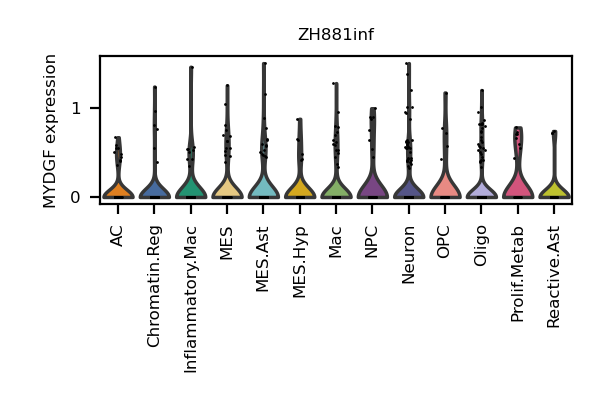 ZH881inf
MYDGF expression
1
0
AC
Chromatin.Reg
Inflammatory.Mac
MES
MES.Ast
MES.Hyp
Mac
NPC
Neuron
OPC
Oligo
Prolif.Metab
Reactive.Ast